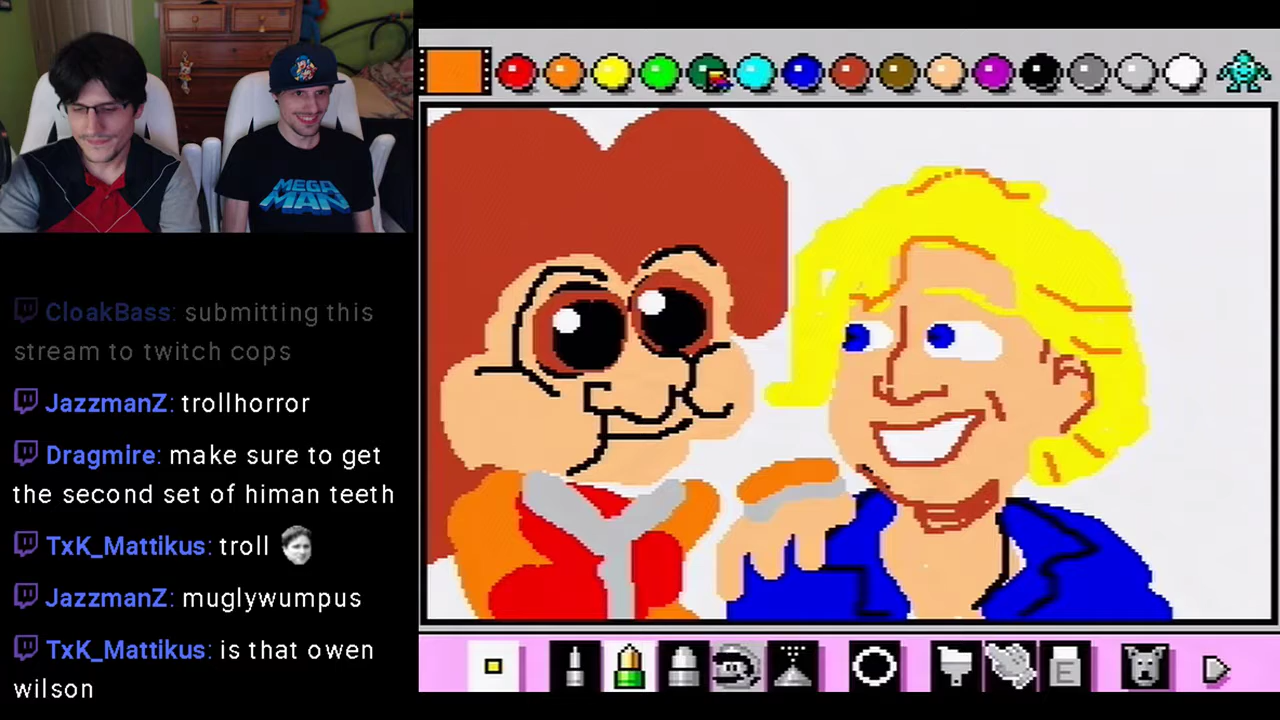 MEGA
MAN
CloakBass: submitting this
stream to twitch cops
JazzmanZ: trollhorror
Dragmire: make sure to get
the second set of himan teeth
TxK_Mattikus: troll
JazzmanZ: muglywumpus
TxK_Mattikus: is that owen
wilson
E